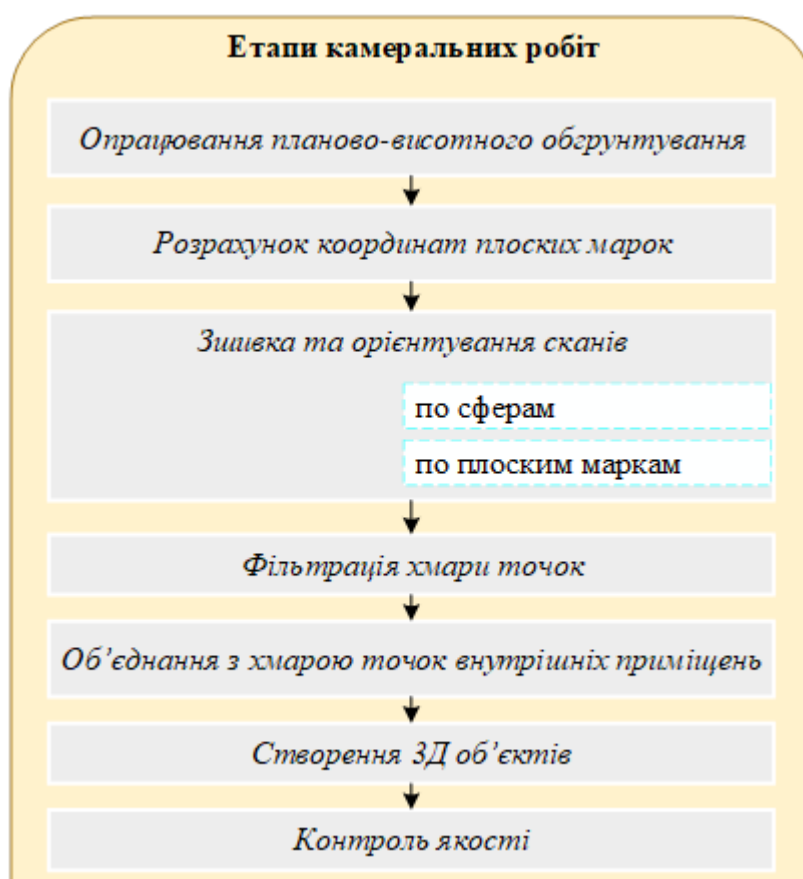 Етапи камеральних робіт
Опрацювання планово-висотного обгрунтування
Розрахунок координат плоских марок
Зшивка та орієнтування сканів
по сферам
по плоским маркам
Фільтрація хмари точок
Об’єднання з хмарою точок внутрішніх приміщень
Створення 3Д об’єктів
Контроль якості